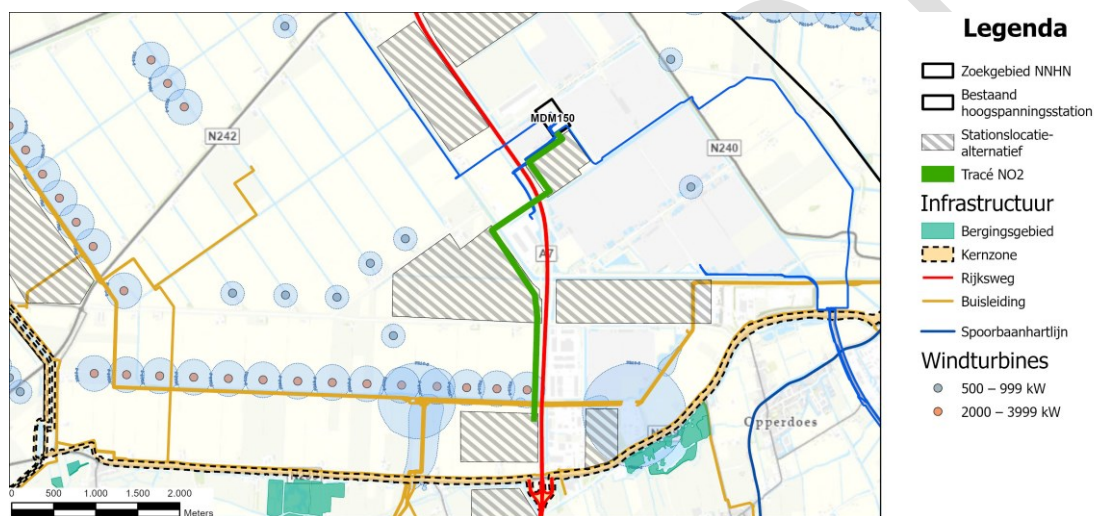 N242
MDM150
N240
A7
Opperdoes
0 500 1.000 1.500 2.000
Meters
Legenda
Zoekgebied NNHN
Bestaand
hoogspanningsstation
Stationslocatie-
alternatief
Tracé NO2
Infrastructuur
Bergingsgebied
Kernzone
Rijksweg
Buisleiding
Spoorbaanhartlijn
Windturbines
500 – 999 kW
2000 – 3999 kW